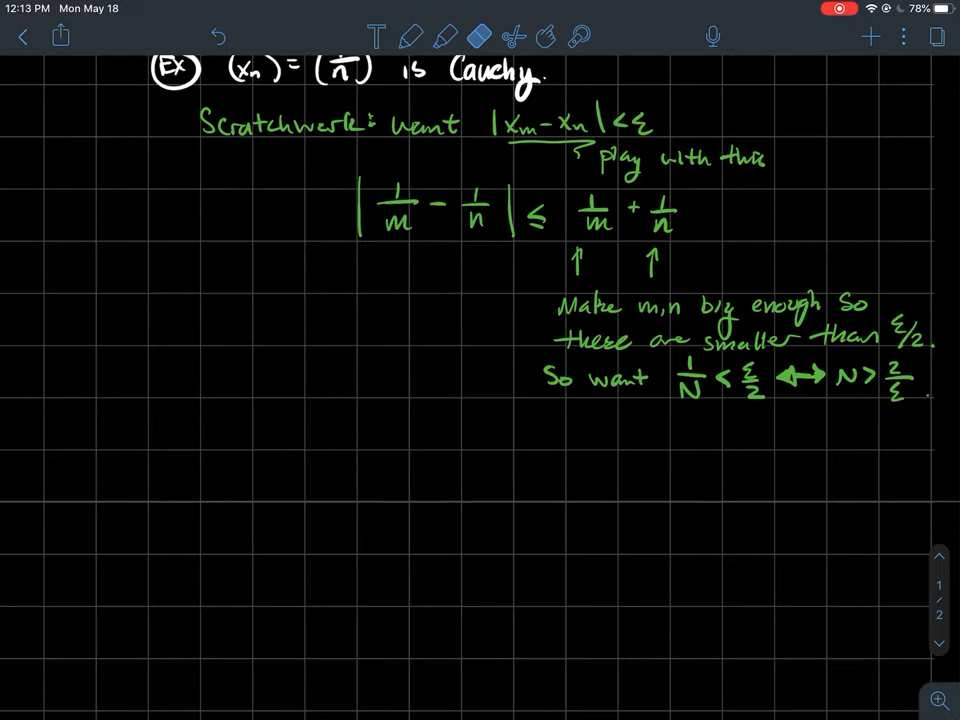 12:13 PM Mon May 18
78%
Ex (xn) = (1/n) is Cauchy.
Scratchwork: want |xm - xn| < ε
play with this
|1/m - 1/n| ≤ 1/m + 1/n
↑ ↑
Make m,n big enough so
these are smaller than ε/2.
So want 1/N < ε/2 ↔ N > 2/ε.
1
/
2